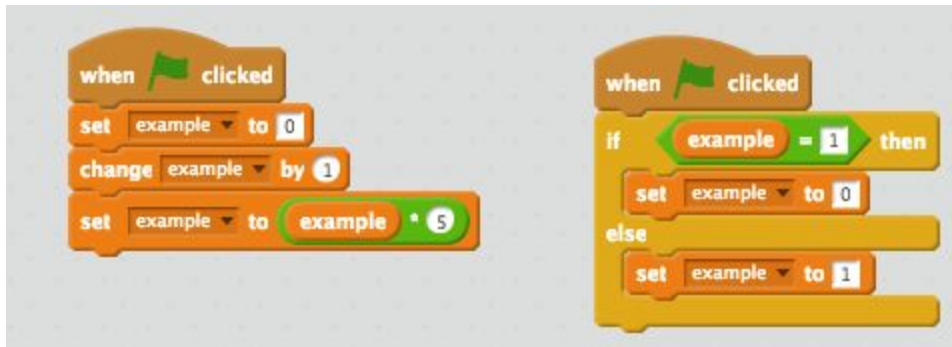 when clicked
set example to 0
change example by 1
set example to example * 5
when clicked
if example = 1 then
set example to 0
else
set example to 1